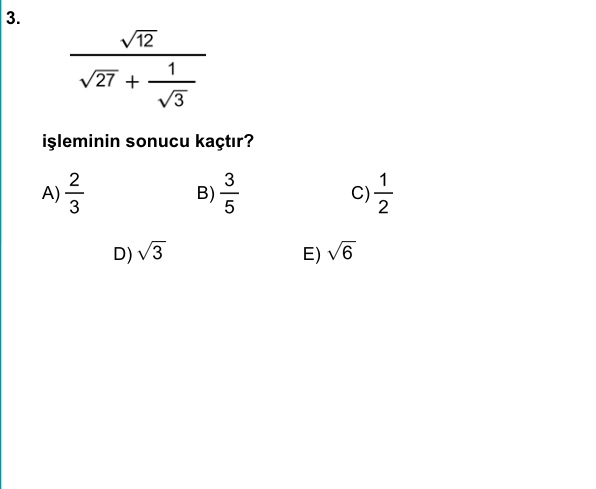 3.
√12
√27 + 1
√3
işleminin sonucu kaçtır?
A) 2/3 B) 3/5 C) 1/2
D) √3 E) √6